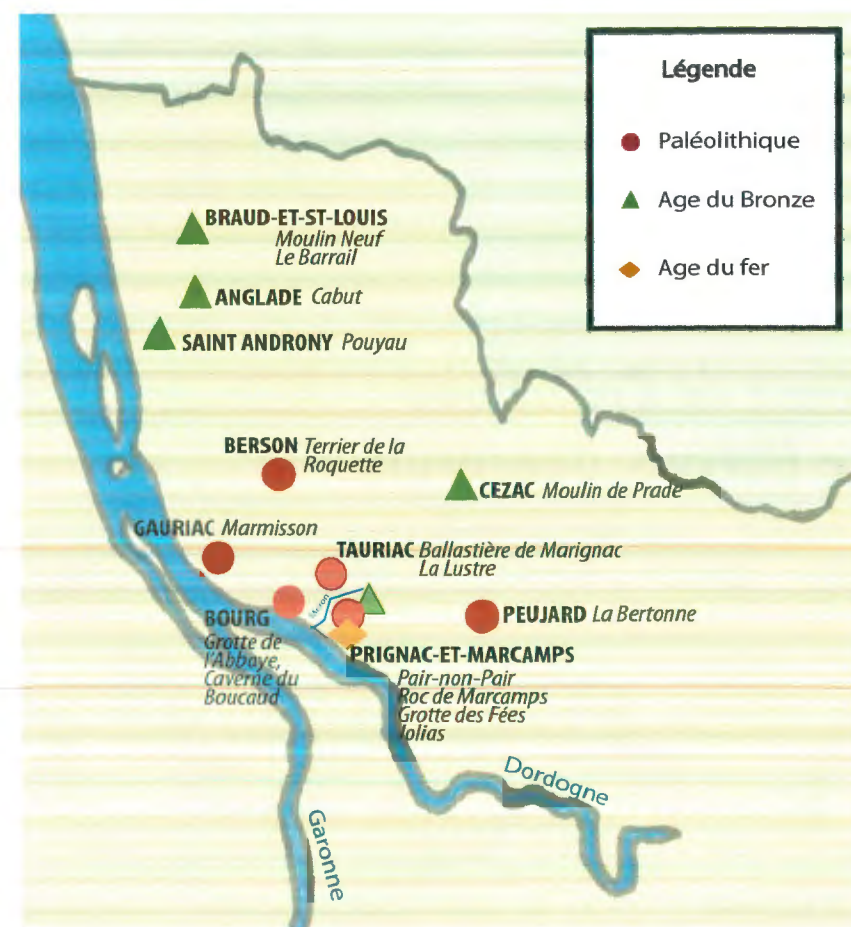 Légende
Paléolithique
Age du Bronze
Age du fer
BRAUD-ET-ST-LOUIS
Moulin Neuf
Le Barrail
ANGLADE Cabut
SAINT ANDRONY Pouyau
BERSON Terrier de la
Roquette
CEZAC Moulin de Prade
GAURIAC Marmisson
TAURIAC Ballastière de Marignac
La Lustre
BOURG
Grotte de
l'Abbaye,
Caverne du
Boucaud
PEUJARD La Bertonne
PRIGNAC-ET-MARCAMPS
Pair-non-Pair
Roc de Marcamps
Grotte des Fées
Jolias
Dordogne
Garonne